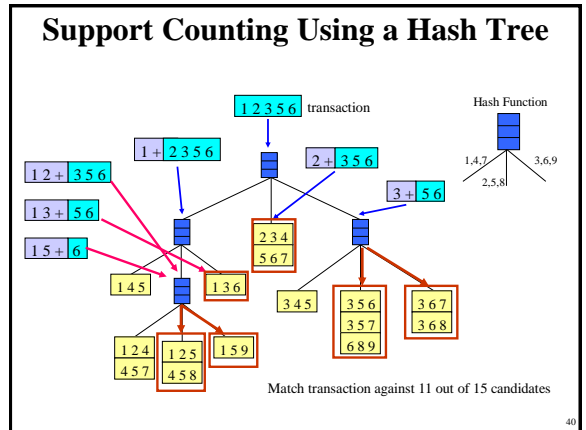 Support Counting Using a Hash Tree
1 2 3 5 6 transaction
Hash Function
1 + 2 3 5 6
2 + 3 5 6
1,4,7
3,6,9
2,5,8
1 2 + 3 5 6
3 + 5 6
1 3 + 5 6
2 3 4
5 6 7
1 5 + 6
1 4 5
1 3 6
3 4 5
3 5 6
3 5 7
6 8 9
3 6 7
3 6 8
1 2 4
4 5 7
1 2 5
4 5 8
1 5 9
Match transaction against 11 out of 15 candidates
40